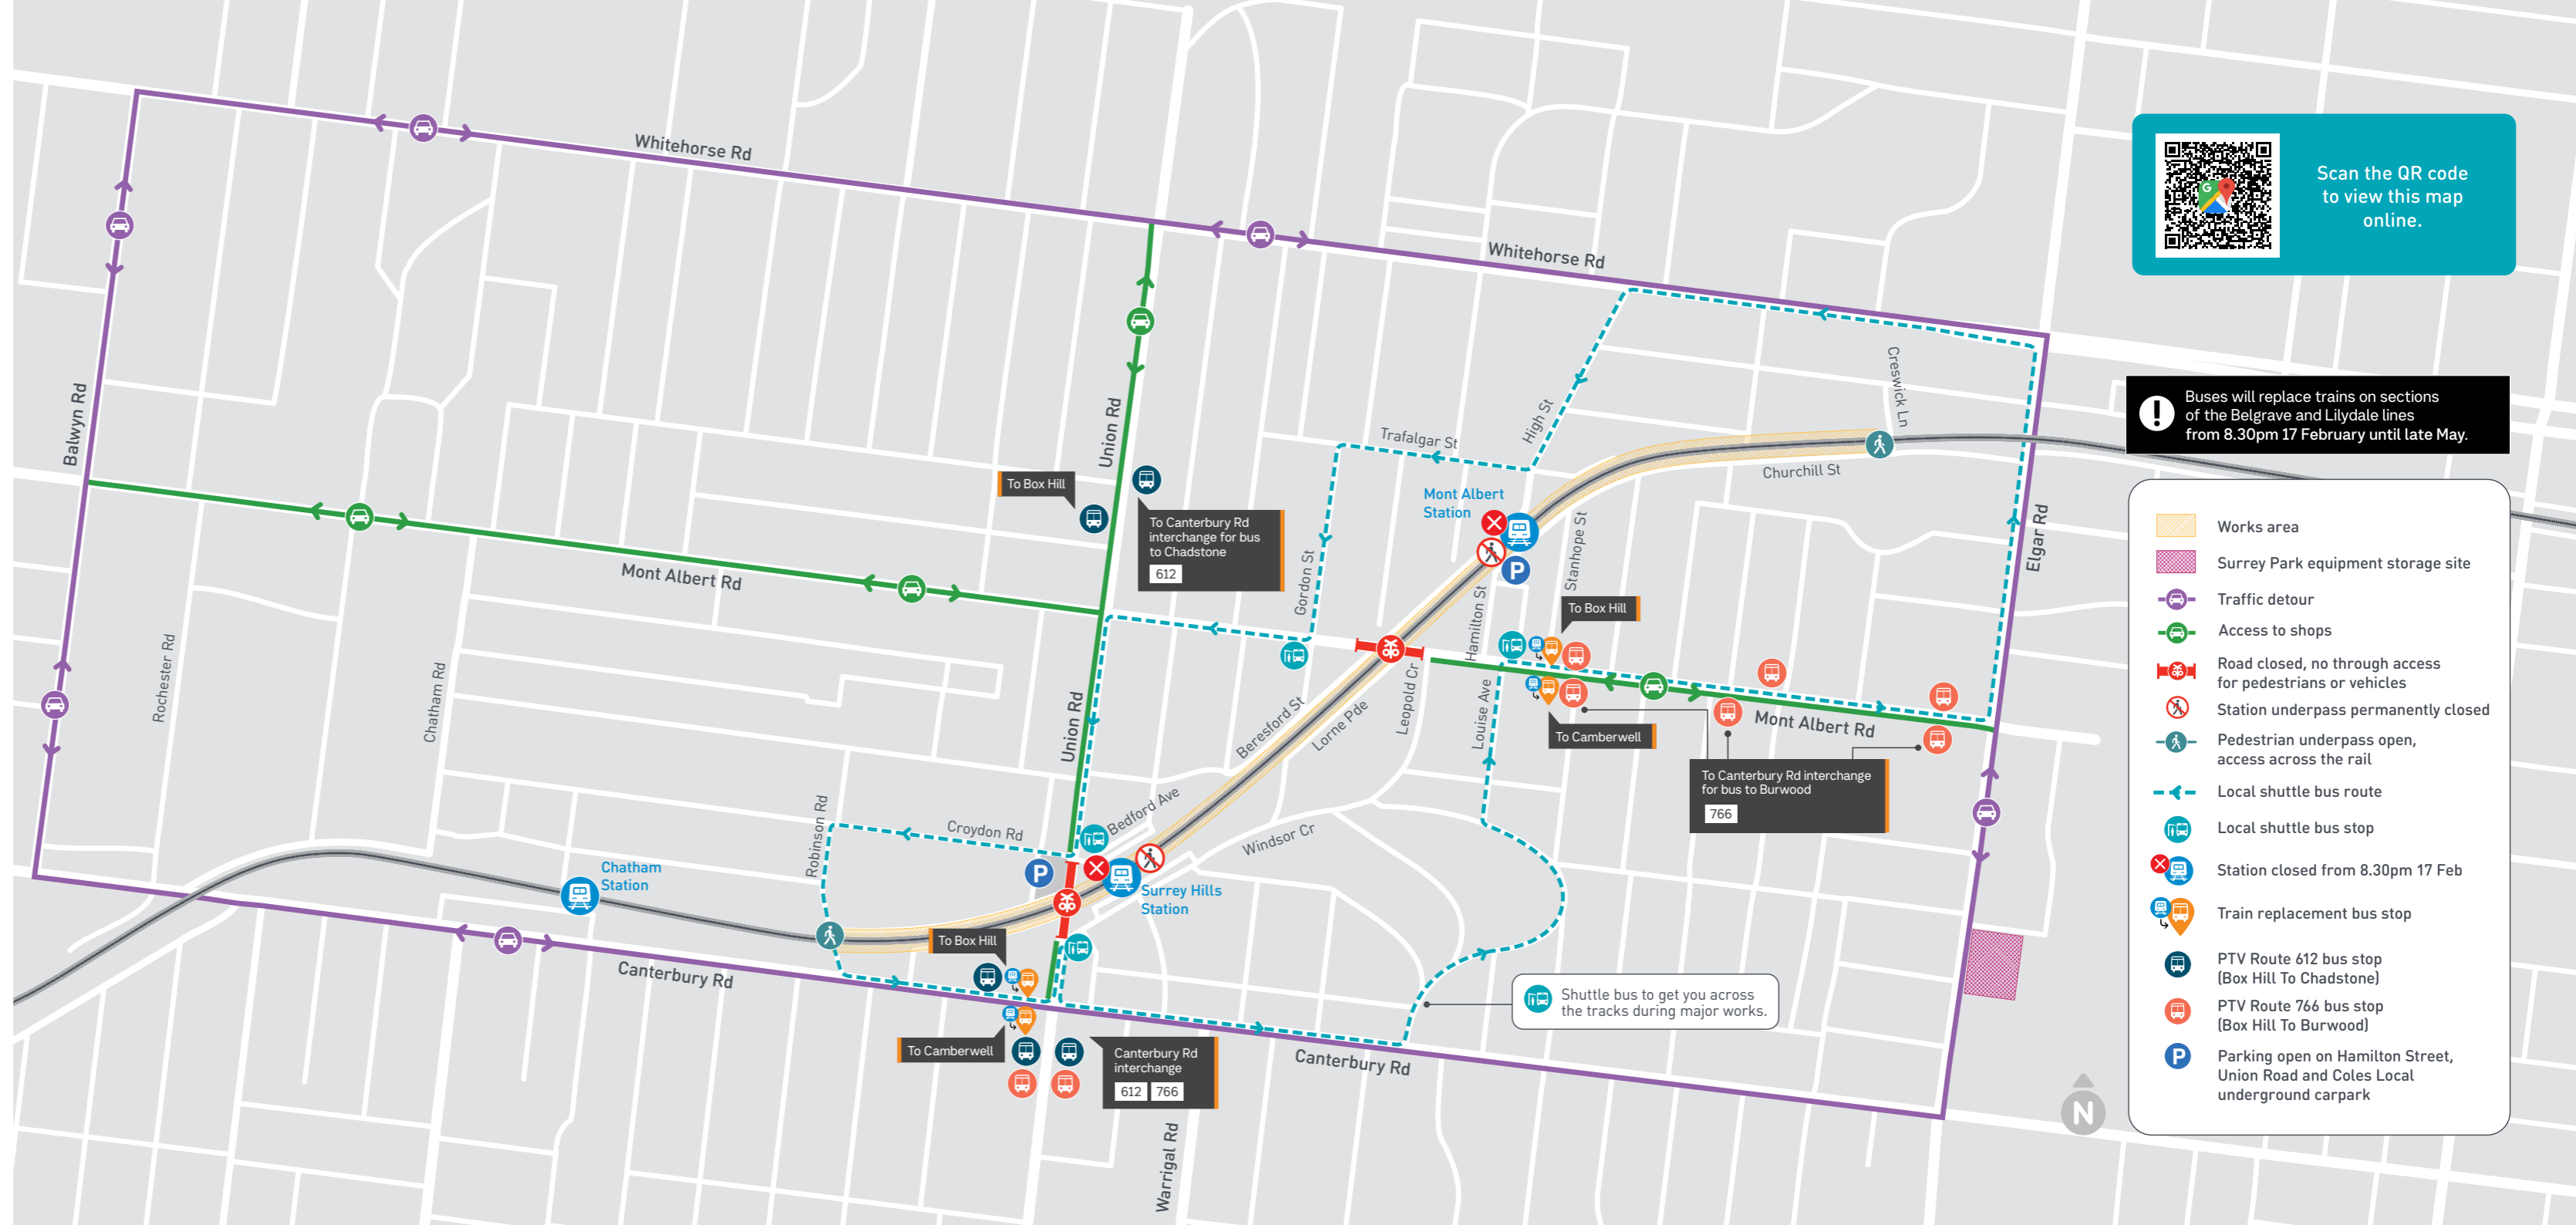 Whitehorse Rd
Whitehorse Rd
Scan the QR code
to view this map
online.
G
Balwyn Rd
Union Rd
High St
Trafalgar St
Creswick Ln
Buses will replace trains on sections
of the Belgrave and Lilydale lines
from 8.30pm 17 February until late May.
To Box Hill
To Canterbury Rd
interchange for bus
to Chadstone
612
Mont Albert
Station
P
Churchill St
Elgar Rd
Mont Albert Rd
Gordon St
Stanhope St
Hamilton St
To Box Hill
Rochester Rd
Chatham Rd
Union Rd
Beresford St
Lorne Pde
Leopold Cr
Louise Ave
To Camberwell
Mont Albert Rd
To Canterbury Rd interchange
for bus to Burwood
766
Robinson Rd
Croydon Rd
Bedford Ave
Windsor Cr
Chatham
Station
P
Surrey Hills
Station
To Box Hill
Canterbury Rd
Shuttle bus to get you across
the tracks during major works.
To Camberwell
Canterbury Rd
interchange
612 766
Canterbury Rd
Warrigal Rd
N
Works area
Surrey Park equipment storage site
Traffic detour
Access to shops
Road closed, no through access
for pedestrians or vehicles
Station underpass permanently closed
Pedestrian underpass open,
access across the rail
Local shuttle bus route
Local shuttle bus stop
Station closed from 8.30pm 17 Feb
Train replacement bus stop
PTV Route 612 bus stop
(Box Hill To Chadstone)
PTV Route 766 bus stop
(Box Hill To Burwood)
P
Parking open on Hamilton Street,
Union Road and Coles Local
underground carpark